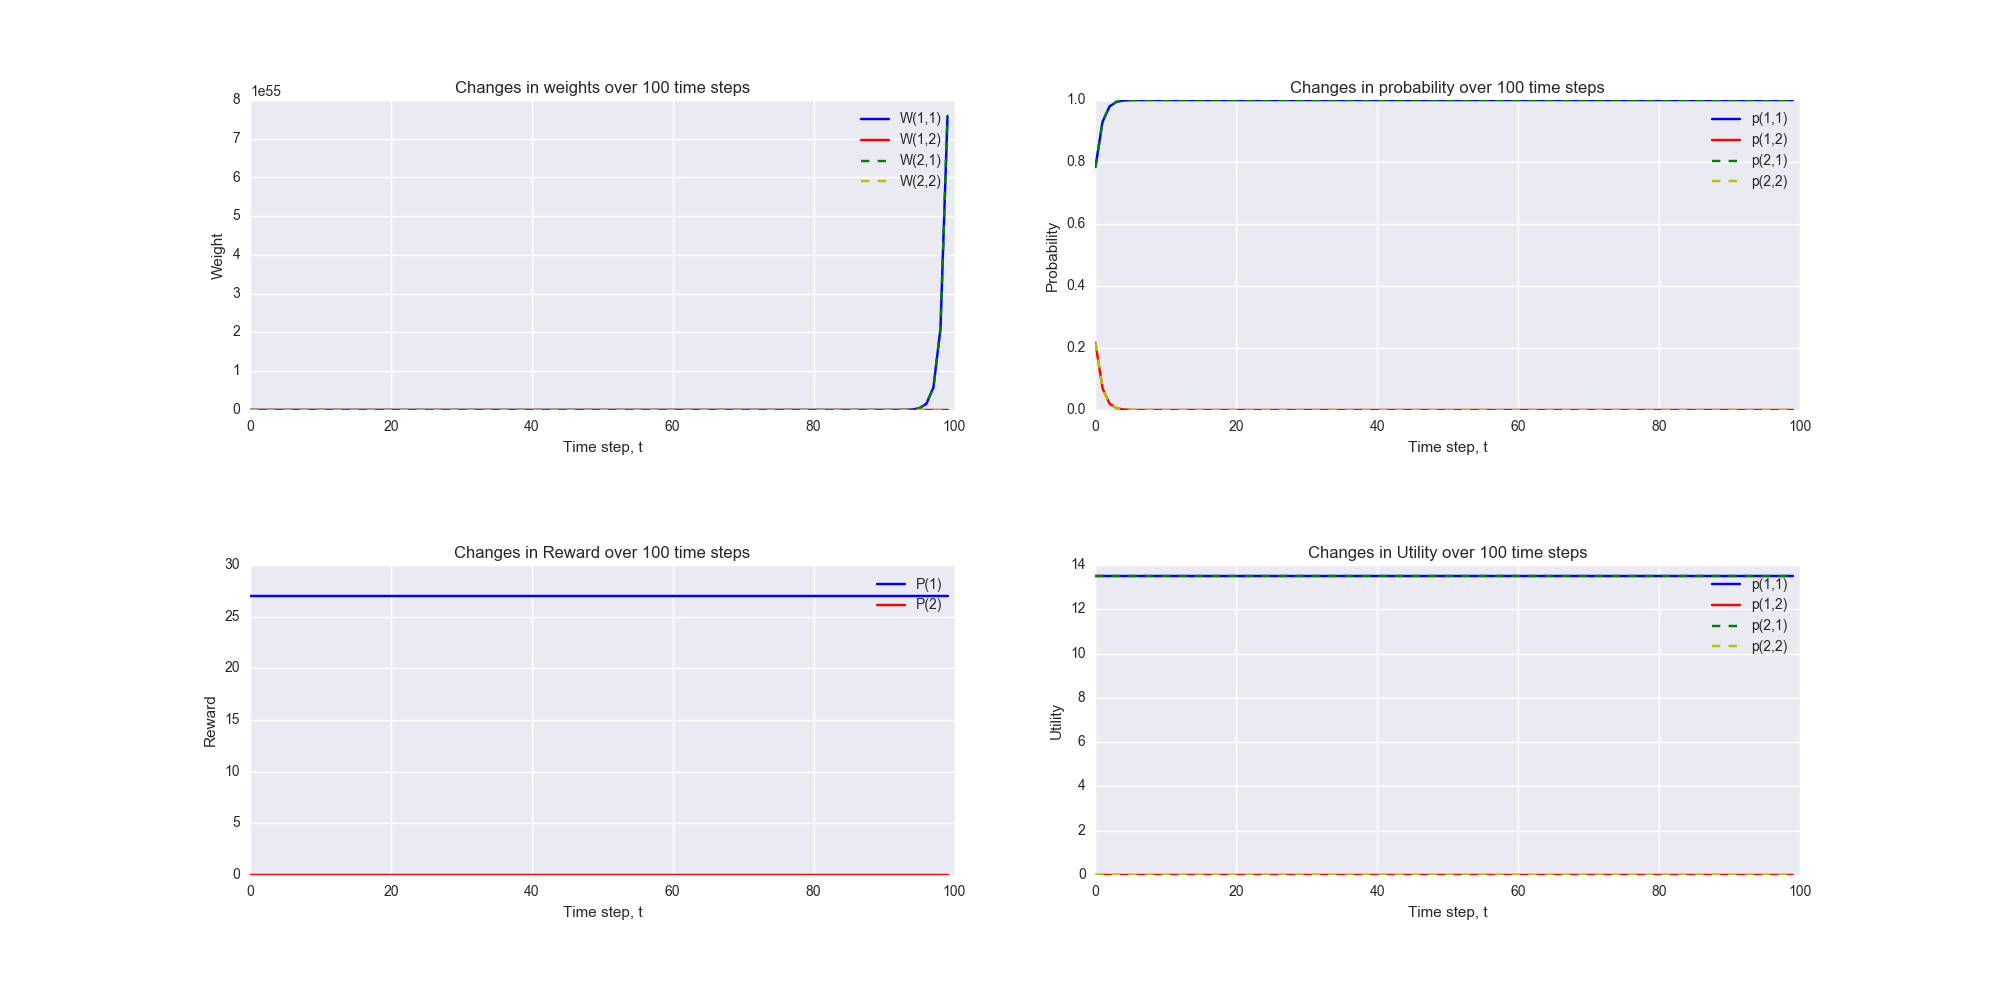 Changes in weights over 100 time steps
1e55
8
7
6
5
4
3
2
1
0
Weight
W(1,1)
W(1,2)
W(2,1)
W(2,2)
0 20 40 60 80 100
Time step, t
Changes in probability over 100 time steps
1.0
0.8
0.6
0.4
0.2
0.0
Probability
p(1,1)
p(1,2)
p(2,1)
p(2,2)
0 20 40 60 80 100
Time step, t
Changes in Reward over 100 time steps
30
25
20
15
10
5
0
Reward
P(1)
P(2)
0 20 40 60 80 100
Time step, t
Changes in Utility over 100 time steps
14
12
10
8
6
4
2
0
Utility
p(1,1)
p(1,2)
p(2,1)
p(2,2)
0 20 40 60 80 100
Time step, t